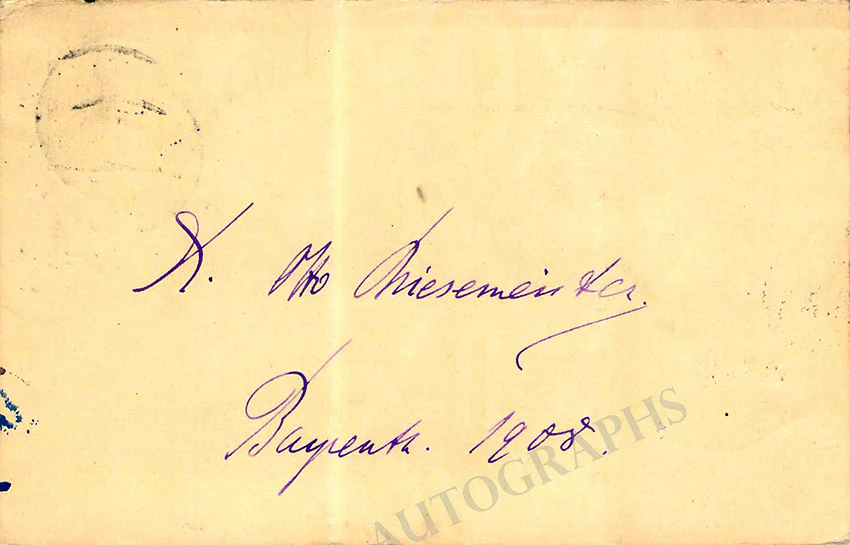 K. Otto Briesemeister.
Bayreuth. 1908.
AUTOGRAPHS